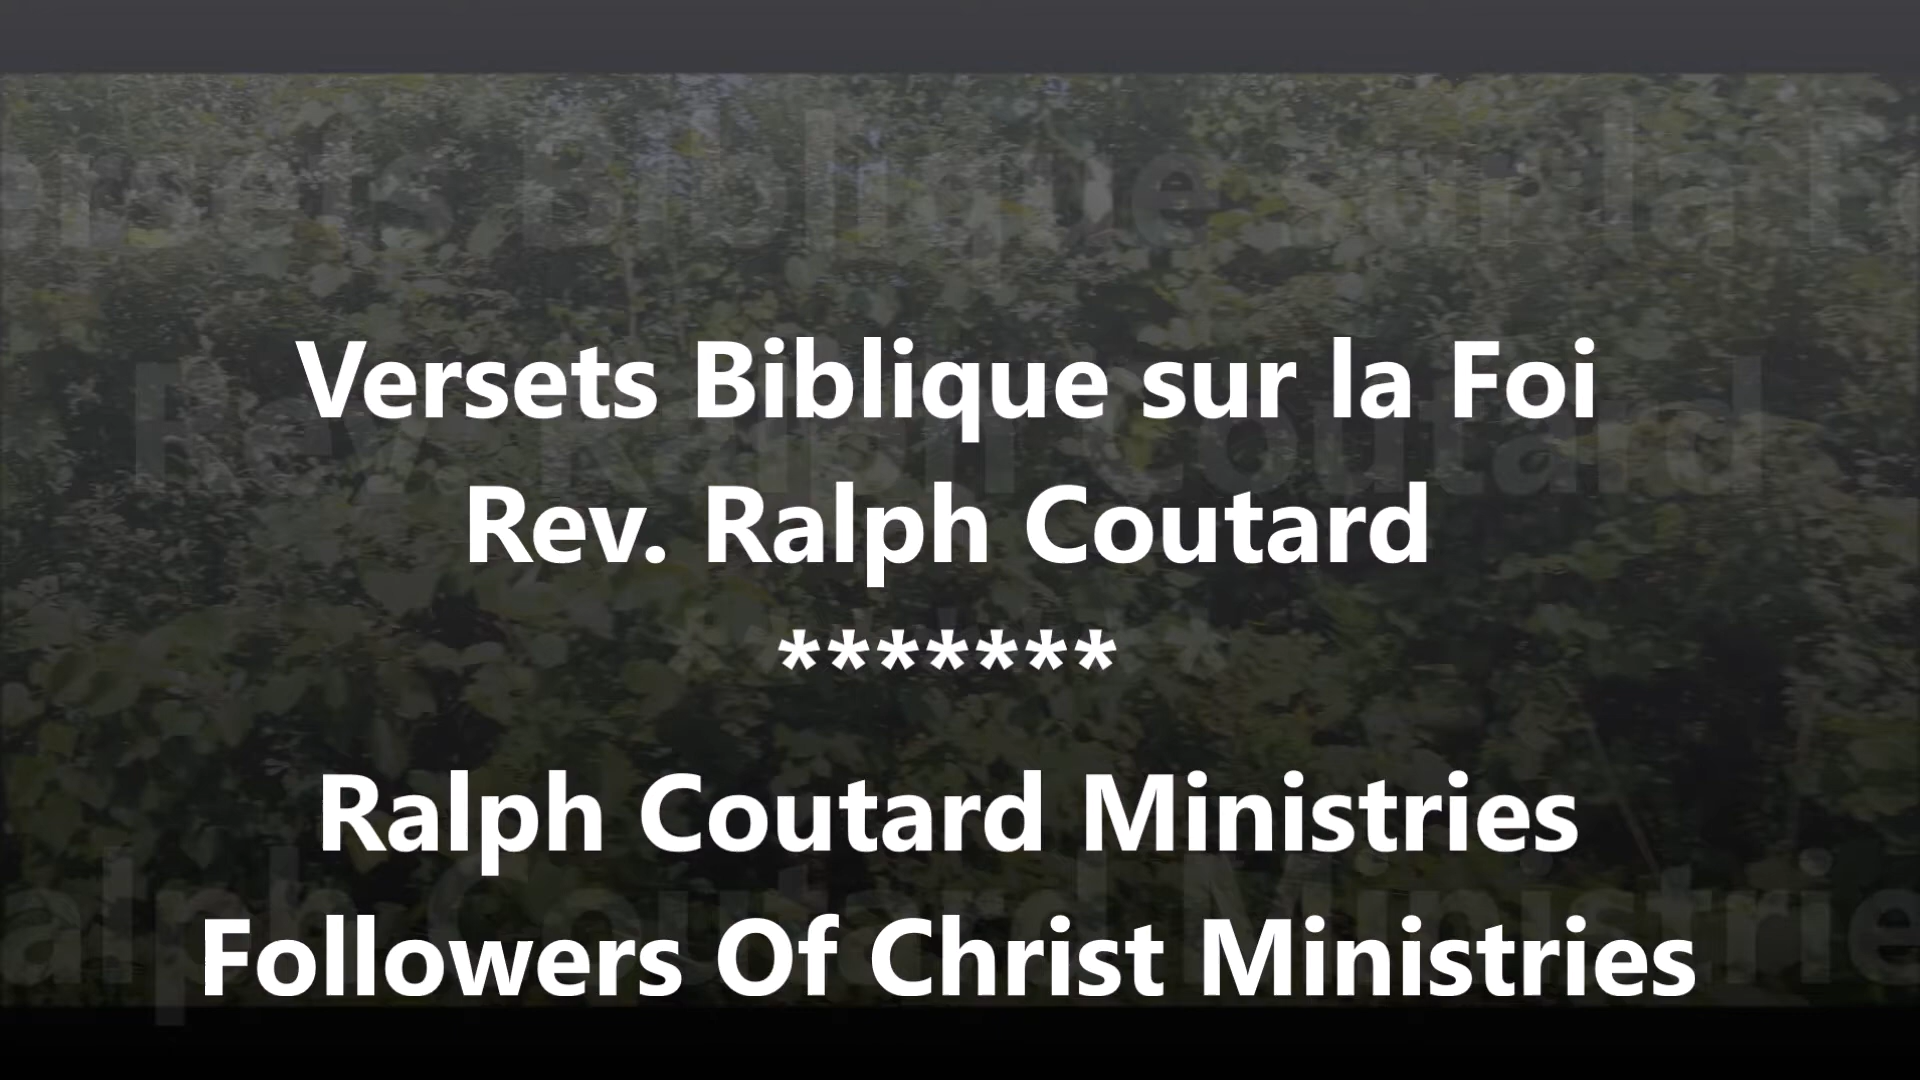 Versets Biblique sur la Foi
Rev. Ralph Coutard
*******
Ralph Coutard Ministries
Followers Of Christ Ministries